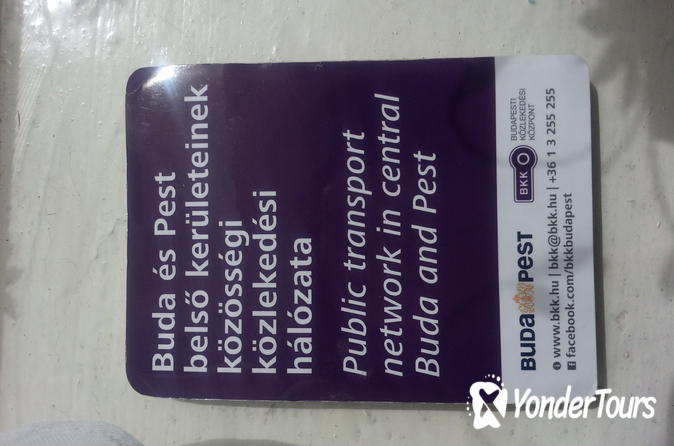 Buda és Pest
belső kerületeinek
közösségi
közlekedési
hálózata
Public transport
network in central
Buda and Pest
BUDAPEST
BKK
BUDAPESTI
KÖZLEKEDÉSI
KÖZPONT
www.bkk.hu | bkk@bkk.hu | +36 1 3 255 255
facebook.com/bkkbudapest
YonderTours